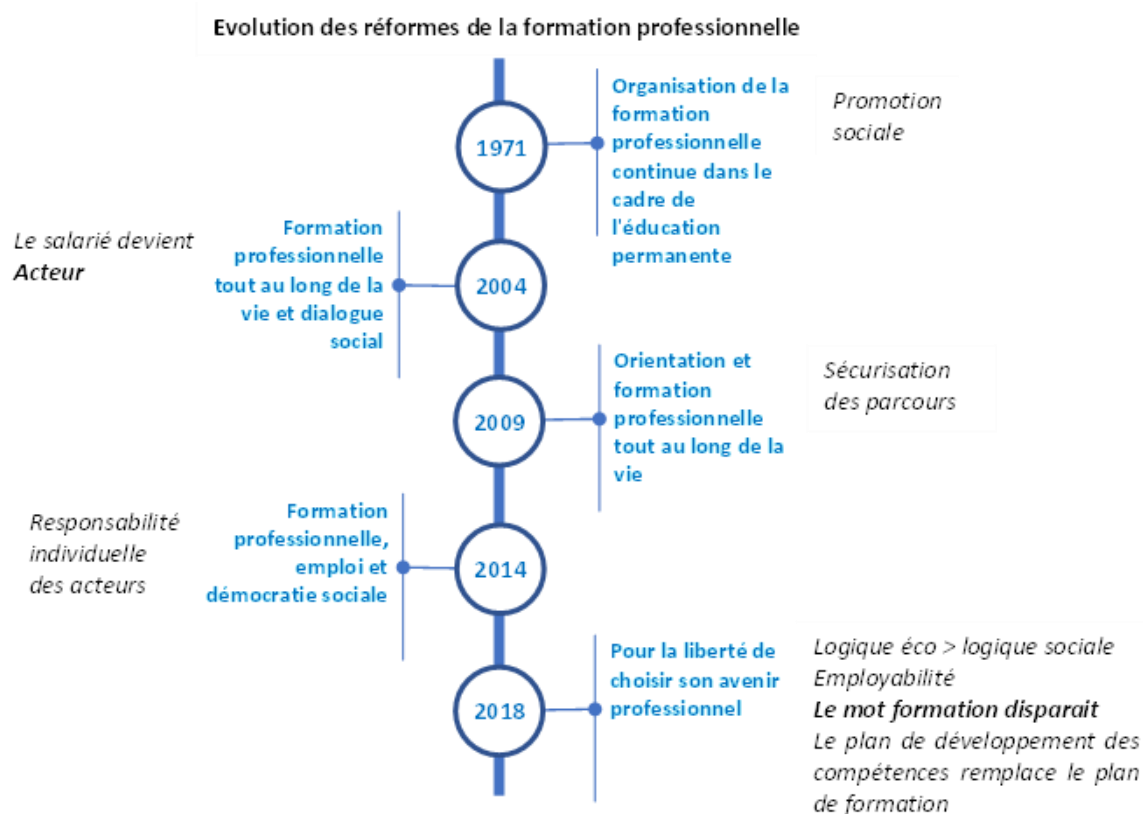 Evolution des réformes de la formation professionnelle
1971
Organisation de la
formation
professionnelle
continue dans le
cadre de
l'éducation
permanente
Promotion
sociale
Le salarié devient
Acteur
Formation
professionnelle
tout au long de la
vie et dialogue
social
2004
2009
Orientation et
formation
professionnelle
tout au long de la
vie
Sécurisation
des parcours
Responsabilité
individuelle
des acteurs
Formation
professionnelle,
emploi et
démocratie sociale
2014
2018
Pour la liberté de
choisir son avenir
professionnel
Logique éco > logique sociale
Employabilité
Le mot formation disparait
Le plan de développement des
compétences remplace le plan
de formation